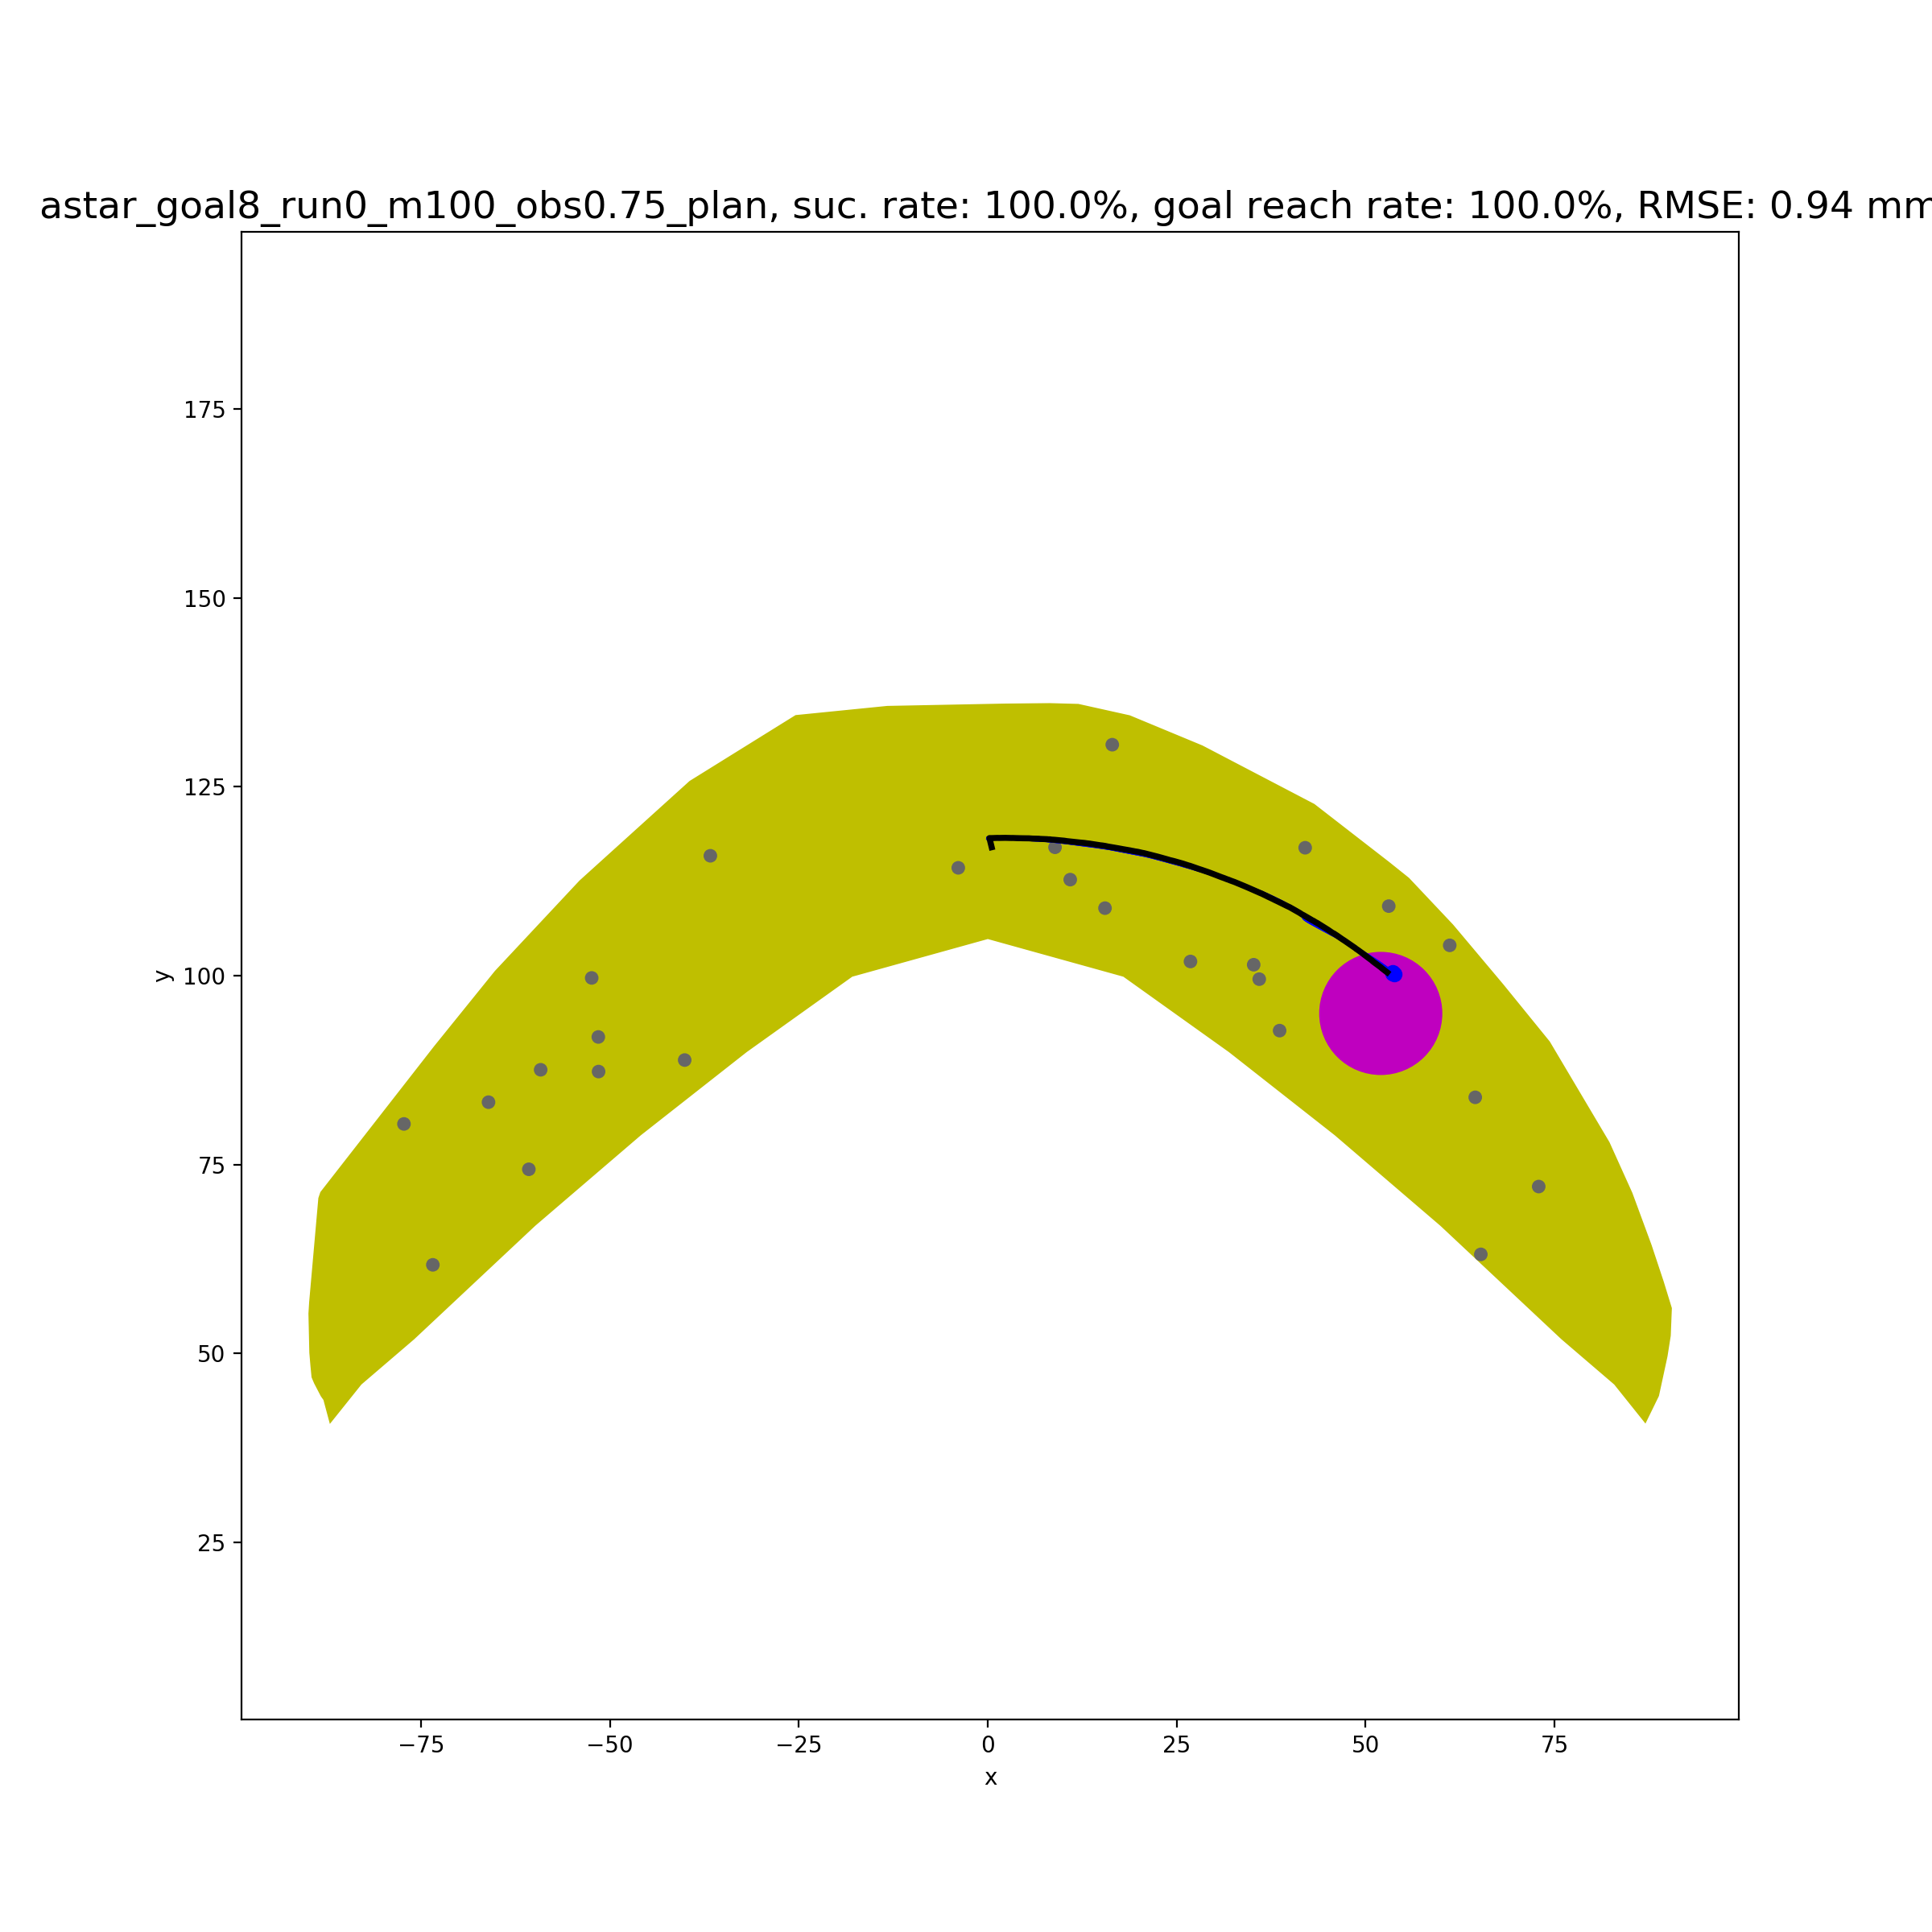 astar_goal8_run0_m100_obs0.75_plan, suc. rate: 100.0%, goal reach rate: 100.0%, RMSE: 0.94 mm
175
150
125
y
100
75
50
25
−75 −50 −25 0 25 50 75
x